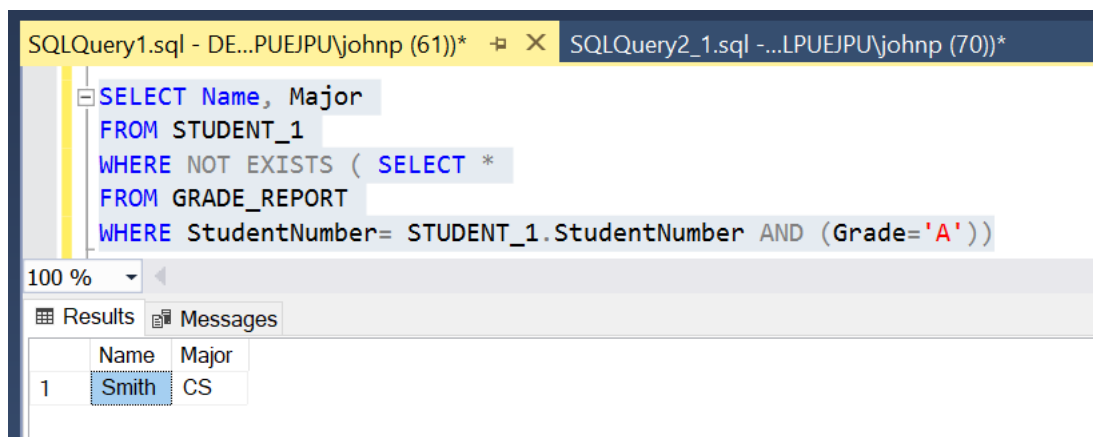 SQLQuery1.sql - DE...PUEJPU\johnp (61))* SQLQuery2_1.sql -...LPUEJPU\johnp (70))*
SELECT Name, Major
FROM STUDENT_1
WHERE NOT EXISTS ( SELECT *
FROM GRADE_REPORT
WHERE StudentNumber= STUDENT_1.StudentNumber AND (Grade='A'))
100 %
Results Messages
Name Major
1 Smith CS